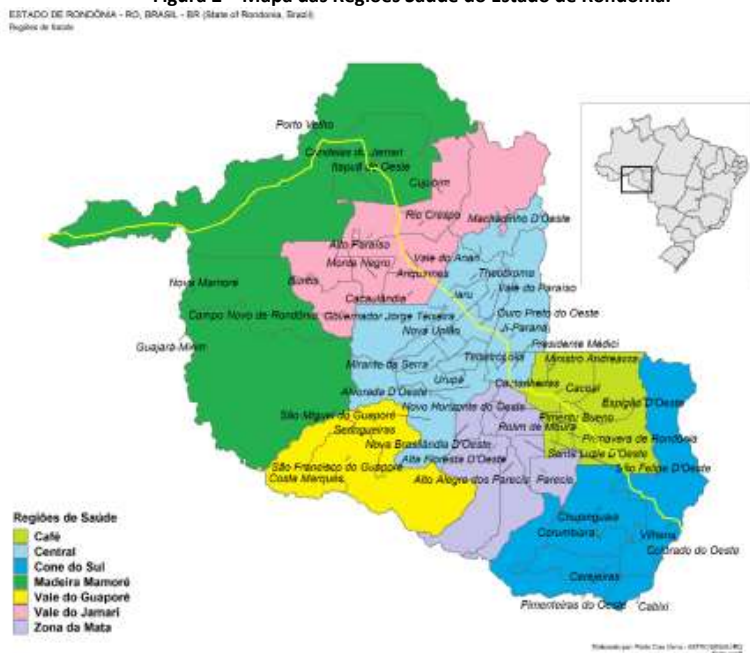 Figura 2 – Mapa das Regiões Saúde do Estado de Rondônia.
ESTADO DE RONDÔNIA - RO, BRASIL - BR (State of Rondonia, Brazil)
Regiões de Saúde
Porto Velho
Candeias do Jamari
Itapuã do Oeste
Cujubim
Rio Crespo
Machadinho D'Oeste
Alto Paraíso
Vale do Anari
Monte Negro
Ariquemes
Theobroma
Nova Mamoré
Buritis
Vale do Paraíso
Cacaulândia
Jaru
Campo Novo de Rondônia
Governador Jorge Teixeira
Ouro Preto do Oeste
Nova União
Ji-Paraná
Guajará-Mirim
Presidente Médici
Mirante da Serra
Teixeirópolis
Ministro Andreazza
Urupá
Castanheiras
Cacoal
Alvorada D'Oeste
Novo Horizonte do Oeste
Espigão D'Oeste
São Miguel do Guaporé
Pimenta Bueno
Seringueiras
Rolim de Moura
Nova Brasilândia D'Oeste
Primavera de Rondônia
Alta Floresta D'Oeste
Santa Luzia D'Oeste
São Francisco do Guaporé
São Felipe D'Oeste
Costa Marques
Alto Alegre dos Parecis
Parecis
Chupinguaia
Corumbiara
Vilhena
Colorado do Oeste
Cerejeiras
Pimenteiras do Oeste
Cabixi
Regiões de Saúde
Café
Central
Cone do Sul
Madeira Mamoré
Vale do Guaporé
Vale do Jamari
Zona da Mata